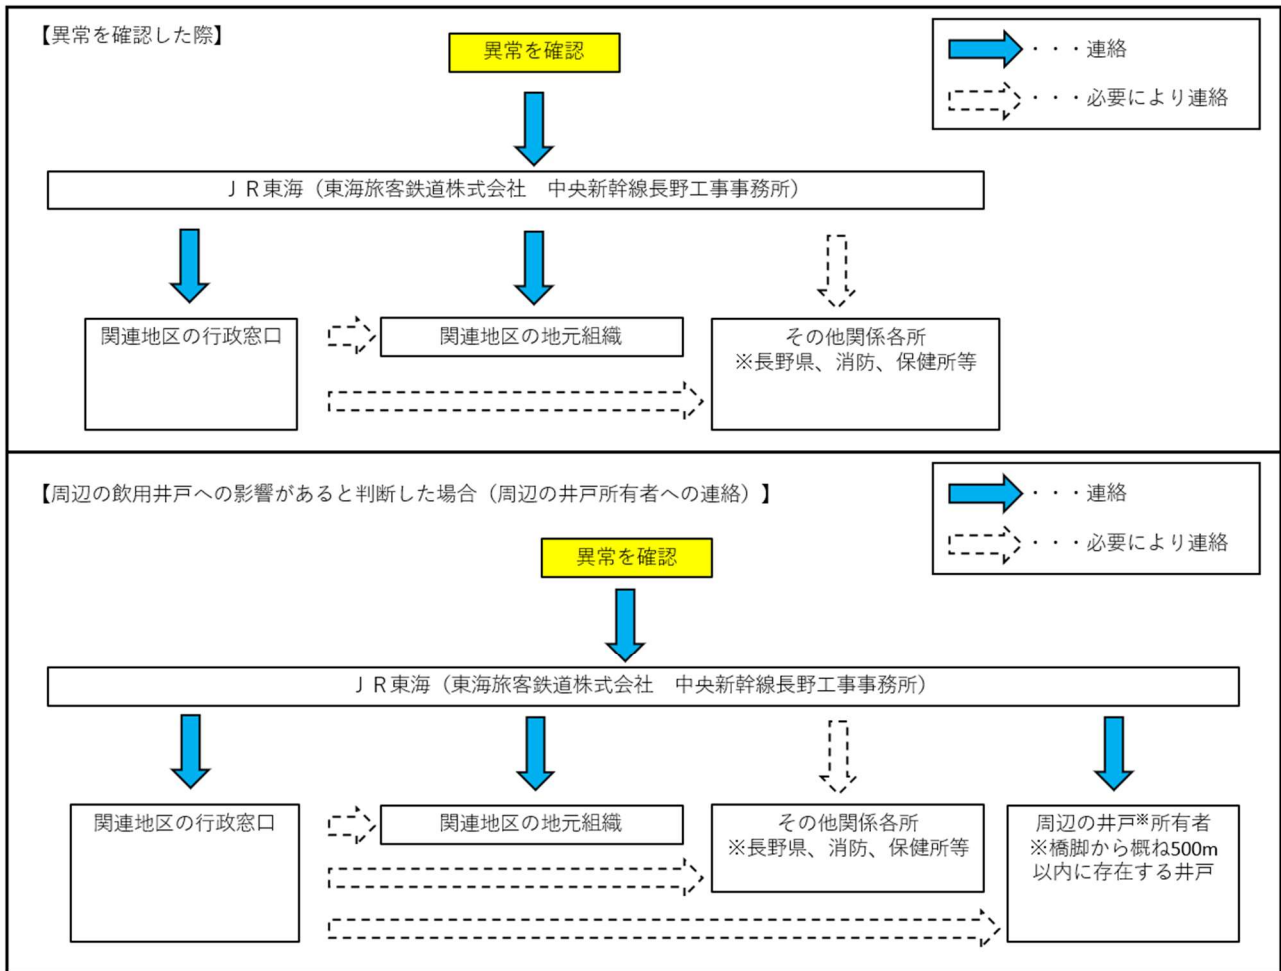 【異常を確認した際】
異常を確認
・・・連絡
・・・必要により連絡
ＪＲ東海（東海旅客鉄道株式会社　中央新幹線長野工事事務所）
関連地区の行政窓口
関連地区の地元組織
その他関係各所
※長野県、消防、保健所等
【周辺の飲用井戸への影響があると判断した場合（周辺の井戸所有者への連絡）】
・・・連絡
・・・必要により連絡
異常を確認
ＪＲ東海（東海旅客鉄道株式会社　中央新幹線長野工事事務所）
関連地区の行政窓口
関連地区の地元組織
その他関係各所
※長野県、消防、保健所等
周辺の井戸※所有者
※橋脚から概ね500m
以内に存在する井戸